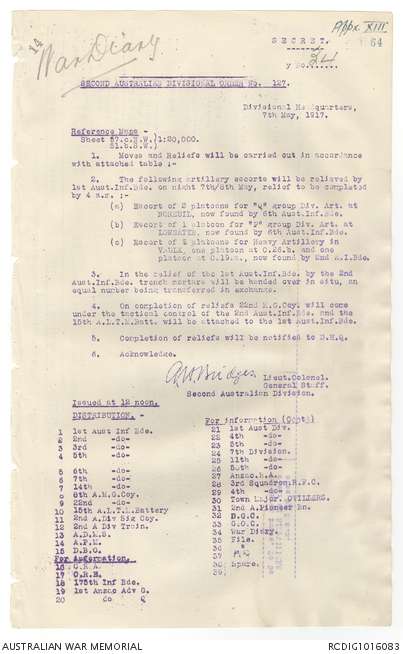 Appx XIII
64
14
War Diary
SECRET.
34
SECOND AUSTRALIAN DIVISIONAL ORDER No. 127.
Divisional Headquarters,
7th May, 1917.
Reference Maps -
Sheet 57.c.N.W.)1:20,000.
51.b.S.W.)
1. Moves and Reliefs will be carried out in accordance
with attached table :-
2. The following artillery escorts will be relieved by
1st Aust.Inf.Bde. on night 7th/8th May, relief to be completed
by 4 a.m. :-
(a) Escort of 2 platoons for "Q" group Div. Art. at
NOREUIL, now found by 6th Aust.Inf.Bde.
(b) Escort of 1 platoon for "P" group Div. Art. at
LONGATTE, now found by 6th Aust.Inf.Bde.
(c) Escort of 2 platoons for Heavy Artillery in
VAULX, one platoon at C.26.b. and one
platoon at C.19.a., now found by 2nd A.I.Bde.
3. In the relief of the 1st Aust.Inf.Bde. by the 2nd
Aust.Inf.Bde. trench mortars will be handed over in situ, an
equal number being transferred in exchange.
4. On completion of reliefs 22nd M.G.Coy. will come
under the tactical control of the 2nd Aust.Inf.Bde. and the
15th A.L.T.M.Batt. will be attached to the 1st Aust.Inf.Bde.
5. Completion of reliefs will be notified to D.H.Q.
6. Acknowledge.
Lieut.Colonel.
General Staff.
Second Australian Division.
Issued at 12 noon.
DISTRIBUTION. -
1 1st Aust Inf Bde.
2 2nd -do-
3 3rd -do-
4 5th -do-
5 6th -do-
6 7th -do-
7 14th -do-
8 6th A.M.G.Coy.
9 22nd -do-
10 15th A.L.T.M.Battery
11 2nd A.Div Sig Coy.
12 2nd A Div Train.
13 A.D.M.S.
14 A.P.M.
15 D.S.O.
For information.
16 C.R.A.
17 C.R.E.
18 175th Inf Bde.
19 1st Anzac Adv G.
20 do Q
For information (Contd)
21 1st Aust Div.
22 4th -do-
23 5th -do-
24 7th Division.
25 11th -do-
26 -do-
27 Anzac.H.A.
28 3rd Squadron.R.F.C.
29 4th -do-
30 Town Major. OVILLERS.
31 2nd A.Pioneer Bn.
32 D.G.C.
33 G.O.C.
34 War Diary.
35 File.
36 "
37
38 Spare.
39
AUSTRALIAN WAR MEMORIAL
RCDIG1016083